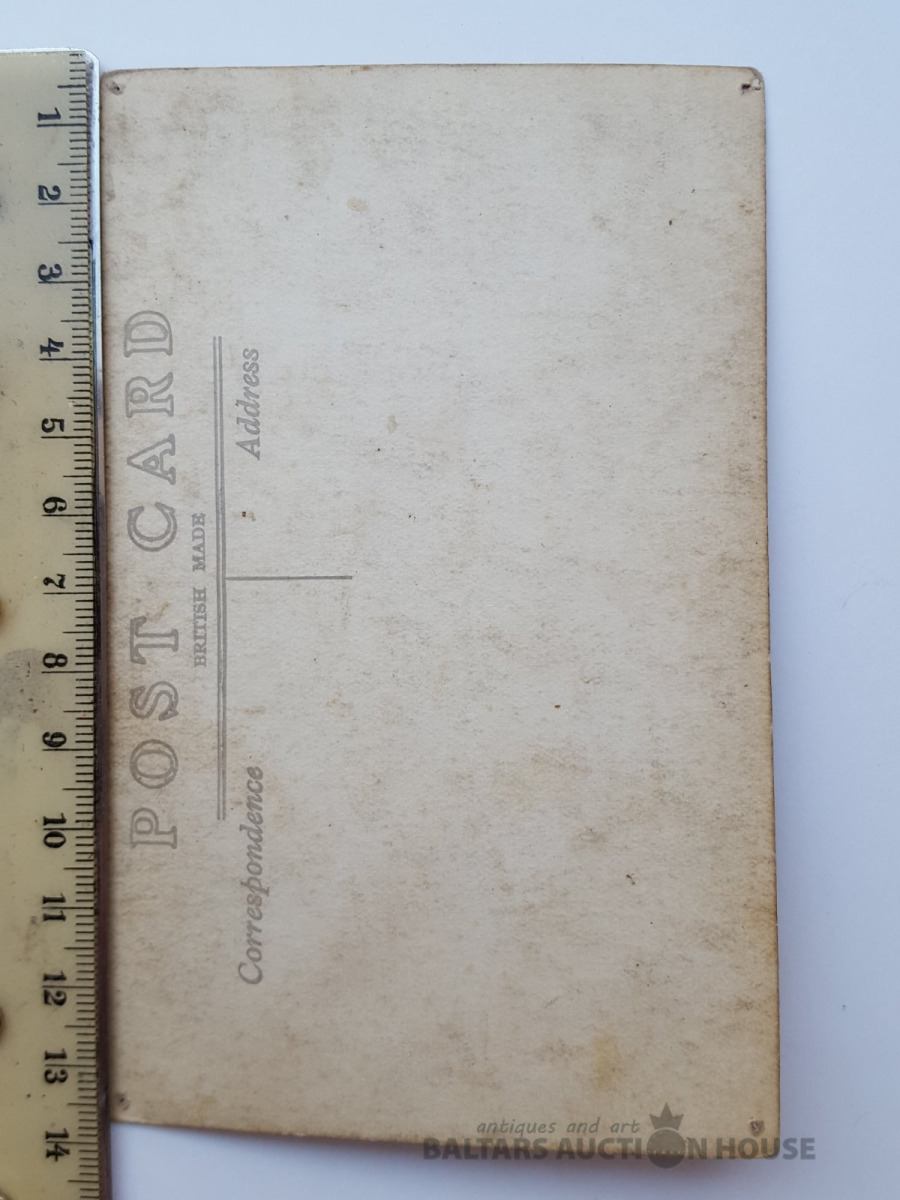 POST CARD
BRITISH MADE
Correspondence
Address
1
2
3
4
5
6
7
8
9
10
11
12
13
14
antiques and art
BALTARS AUCTION HOUSE